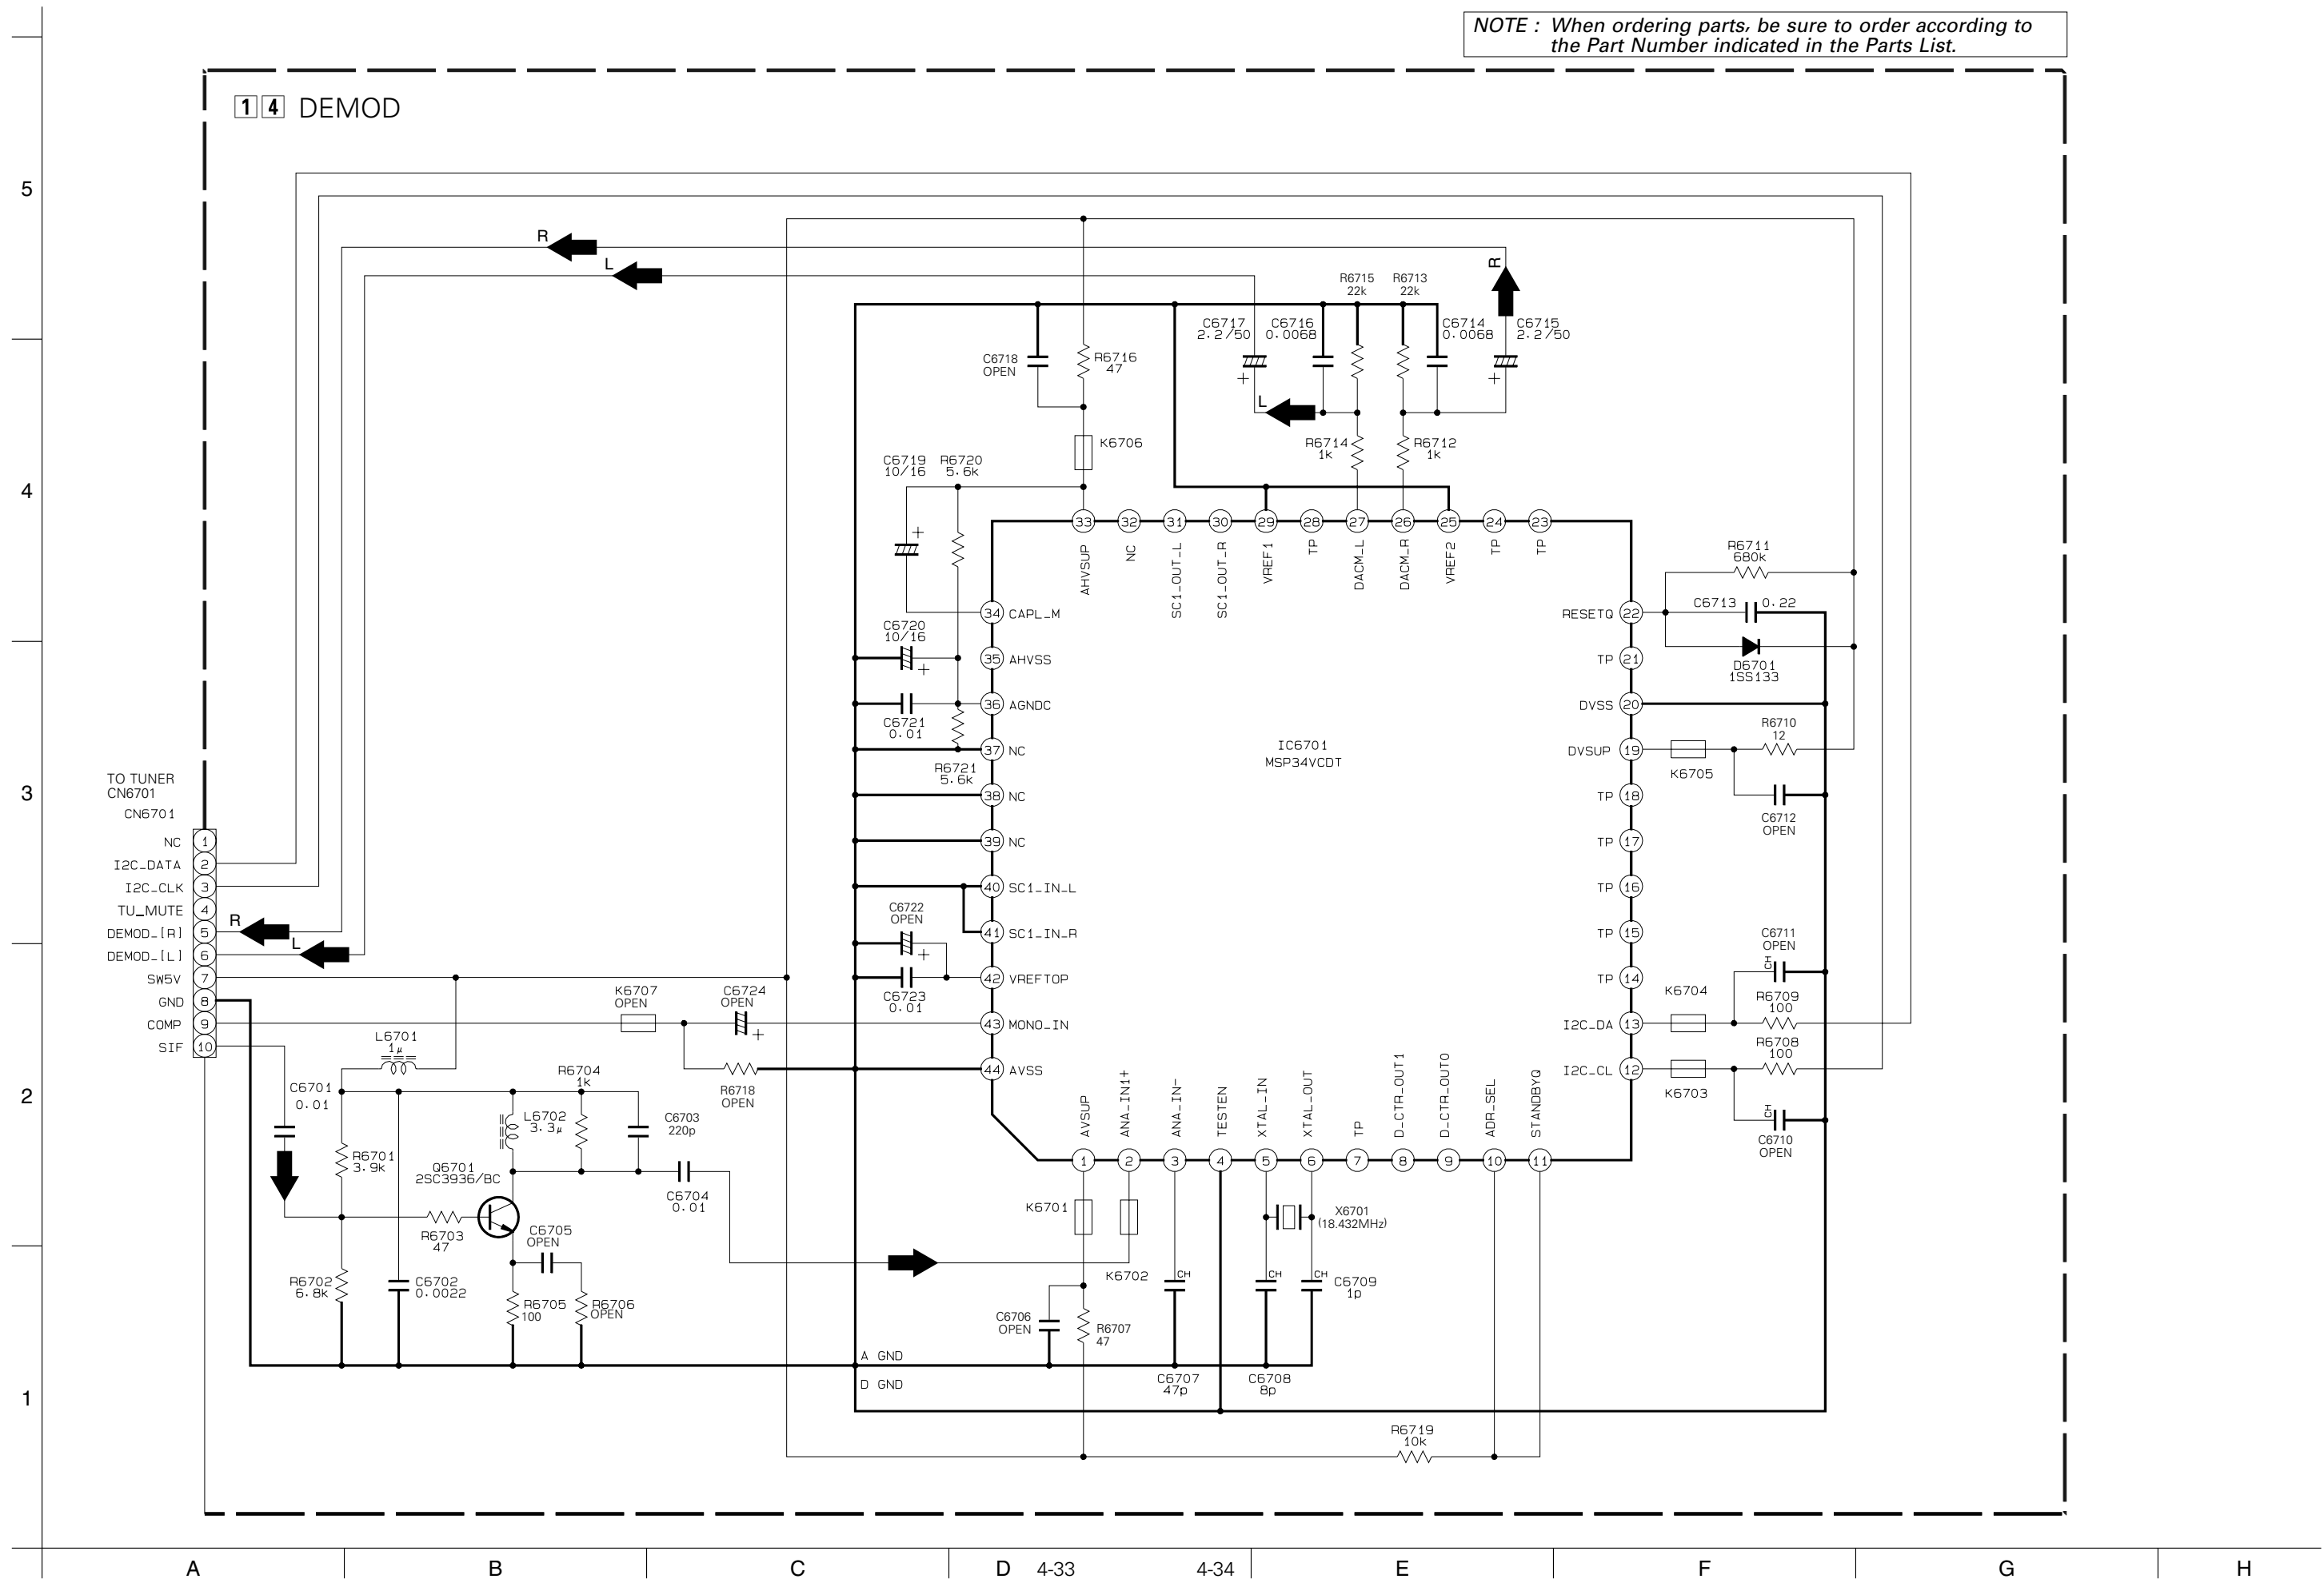 NOTE : When ordering parts, be sure to order according to
the Part Number indicated in the Parts List.
1 4 DEMOD
5
4
3
2
1
R
L
R
R6715
22k
R6713
22k
C6717
2.2/50
C6716
0.0068
C6714
0.0068
C6715
2.2/50
C6718
OPEN
R6716
47
+
+
L
K6706
R6714
1k
R6712
1k
C6719
10/16
R6720
5.6k
+
33
32
31
30
29
28
27
26
25
24
23
AHVSUP
NC
SC1_OUT_L
SC1_OUT_R
VREF1
TP
DACM_L
DACM_R
VREF2
TP
TP
R6711
680k
34 CAPL_M
RESETQ 22
C6713 0.22
C6720
10/16
+
35 AHVSS
TP 21
D6701
1SS133
36 AGNDC
DVSS 20
C6721
0.01
R6710
12
IC6701
MSP34VCDT
37 NC
DVSUP 19
K6705
R6721
5.6k
38 NC
TP 18
C6712
OPEN
39 NC
TP 17
40 SC1_IN_L
TP 16
C6722
OPEN
+
41 SC1_IN_R
TP 15
C6711
OPEN
CH
42 VREFTOP
TP 14
C6723
0.01
K6704
R6709
100
43 MONO_IN
I2C_DA 13
R6708
100
44 AVSS
I2C_CL 12
K6703
CH
C6710
OPEN
TO TUNER
CN6701
CN6701
NC 1
I2C_DATA 2
I2C_CLK 3
TU_MUTE 4
DEMOD_[R] 5 R
DEMOD_[L] 6 L
SW5V 7
GND 8
COMP 9
SIF 10
K6707
OPEN
C6724
OPEN
+
R6718
OPEN
L6701
1µ
C6701
0.01
R6704
1k
L6702
3.3µ
C6703
220p
R6701
3.9k
Q6701
2SC3936/BC
C6704
0.01
R6703
47
C6705
OPEN
R6702
6.8k
C6702
0.0022
R6705
100
R6706
OPEN
AVSUP
ANA_IN1+
ANA_IN-
TESTEN
XTAL_IN
XTAL_OUT
TP
D_CTR_OUT1
D_CTR_OUT0
ADR_SEL
STANDBYQ
1
2
3
4
5
6
7
8
9
10
11
K6701
X6701
(18.432MHz)
K6702
CH
CH
CH
C6709
1p
C6706
OPEN
R6707
47
A GND
D GND
C6707
47p
C6708
8p
R6719
10k
A
B
C
D
4-33
4-34
E
F
G
H